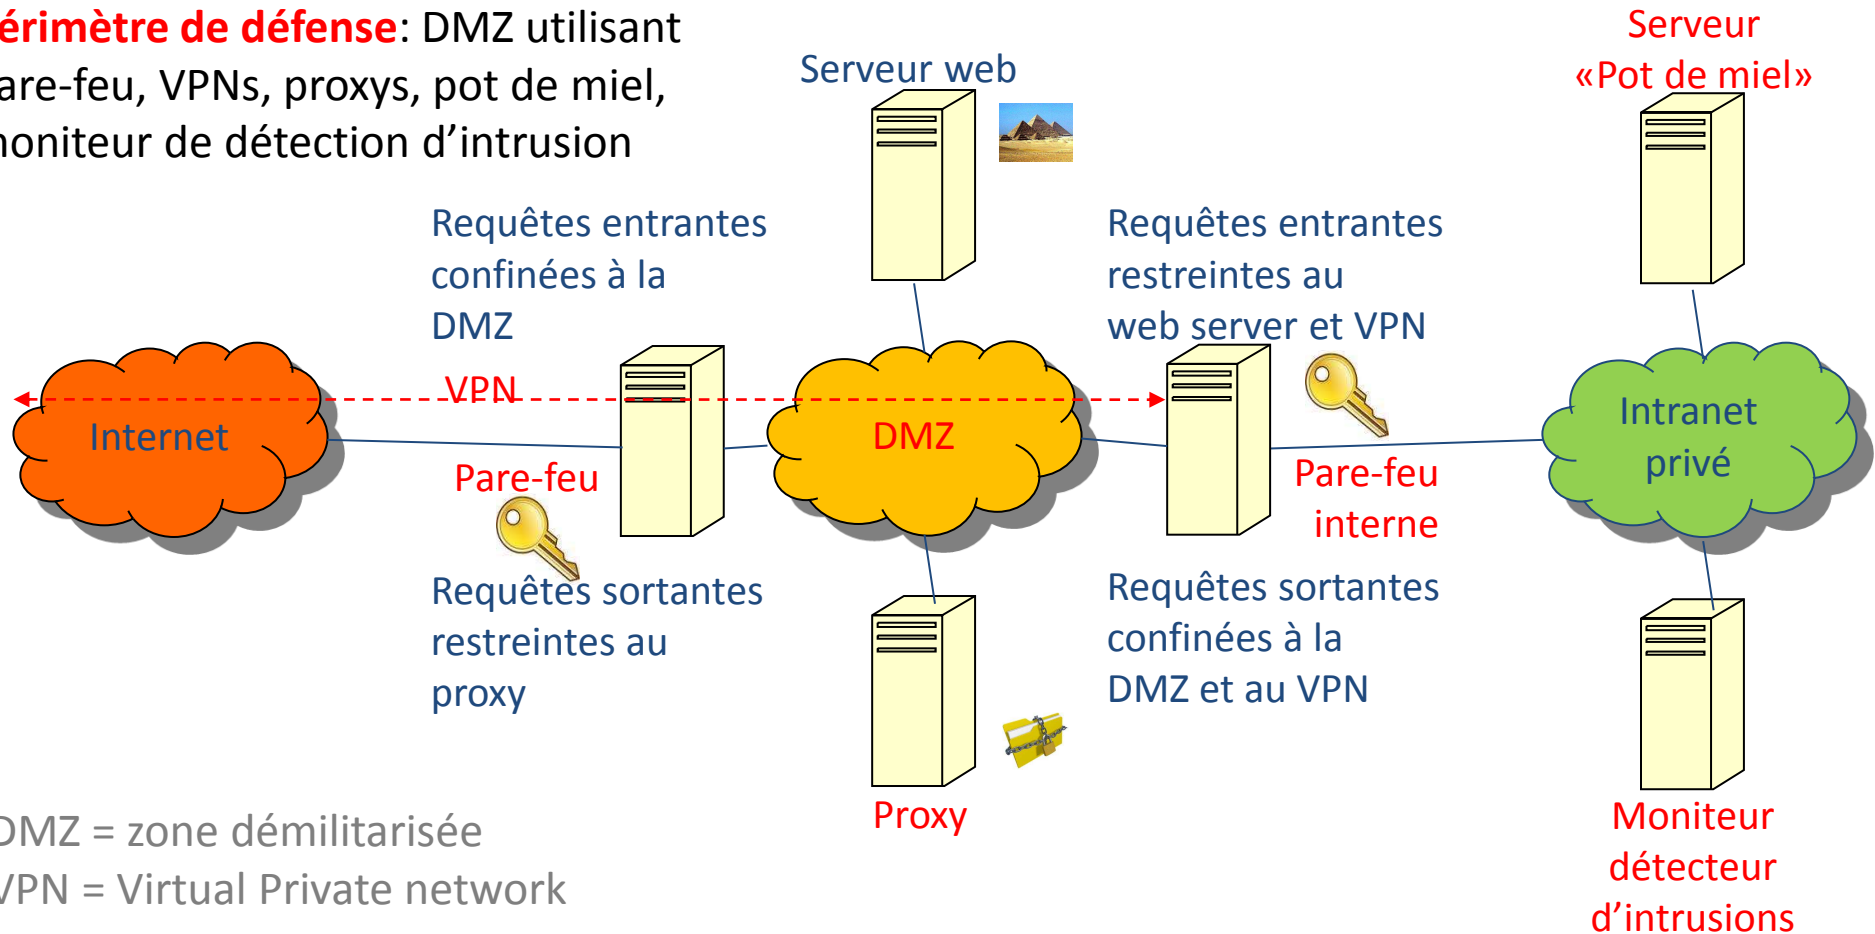 érimètre de défense: DMZ utilisant
are-feu, VPNs, proxys, pot de miel,
moniteur de détection d’intrusion
Serveur web
Serveur
«Pot de miel»
Requêtes entrantes
confinées à la
DMZ
Requêtes entrantes
restreintes au
web server et VPN
VPN
Internet
DMZ
Intranet
privé
Pare-feu
Pare-feu
interne
Requêtes sortantes
restreintes au
proxy
Requêtes sortantes
confinées à la
DMZ et au VPN
Proxy
Moniteur
détecteur
d’intrusions
DMZ = zone démilitarisée
VPN = Virtual Private network